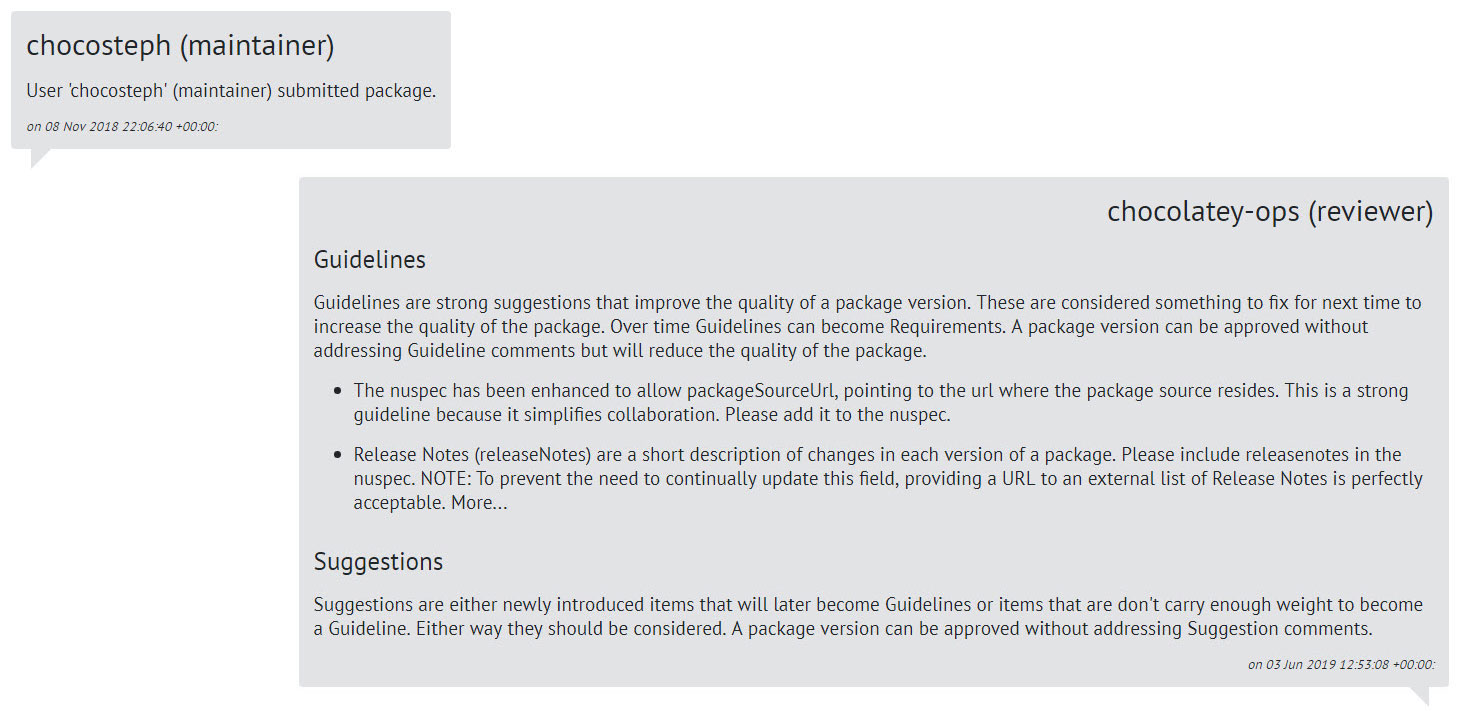 chocosteph (maintainer)
User 'chocosteph' (maintainer) submitted package.
on 08 Nov 2018 22:06:40 +00:00:
chocolatey-ops (reviewer)
Guidelines
Guidelines are strong suggestions that improve the quality of a package version. These are considered something to fix for next time to
increase the quality of the package. Over time Guidelines can become Requirements. A package version can be approved without
addressing Guideline comments but will reduce the quality of the package.
• The nuspec has been enhanced to allow packageSourceUrl, pointing to the url where the package source resides. This is a strong
guideline because it simplifies collaboration. Please add it to the nuspec.
• Release Notes (releaseNotes) are a short description of changes in each version of a package. Please include releasenotes in the
nuspec. NOTE: To prevent the need to continually update this field, providing a URL to an external list of Release Notes is perfectly
acceptable. More...
Suggestions
Suggestions are either newly introduced items that will later become Guidelines or items that are don't carry enough weight to become
a Guideline. Either way they should be considered. A package version can be approved without addressing Suggestion comments.
on 03 Jun 2019 12:53:08 +00:00: